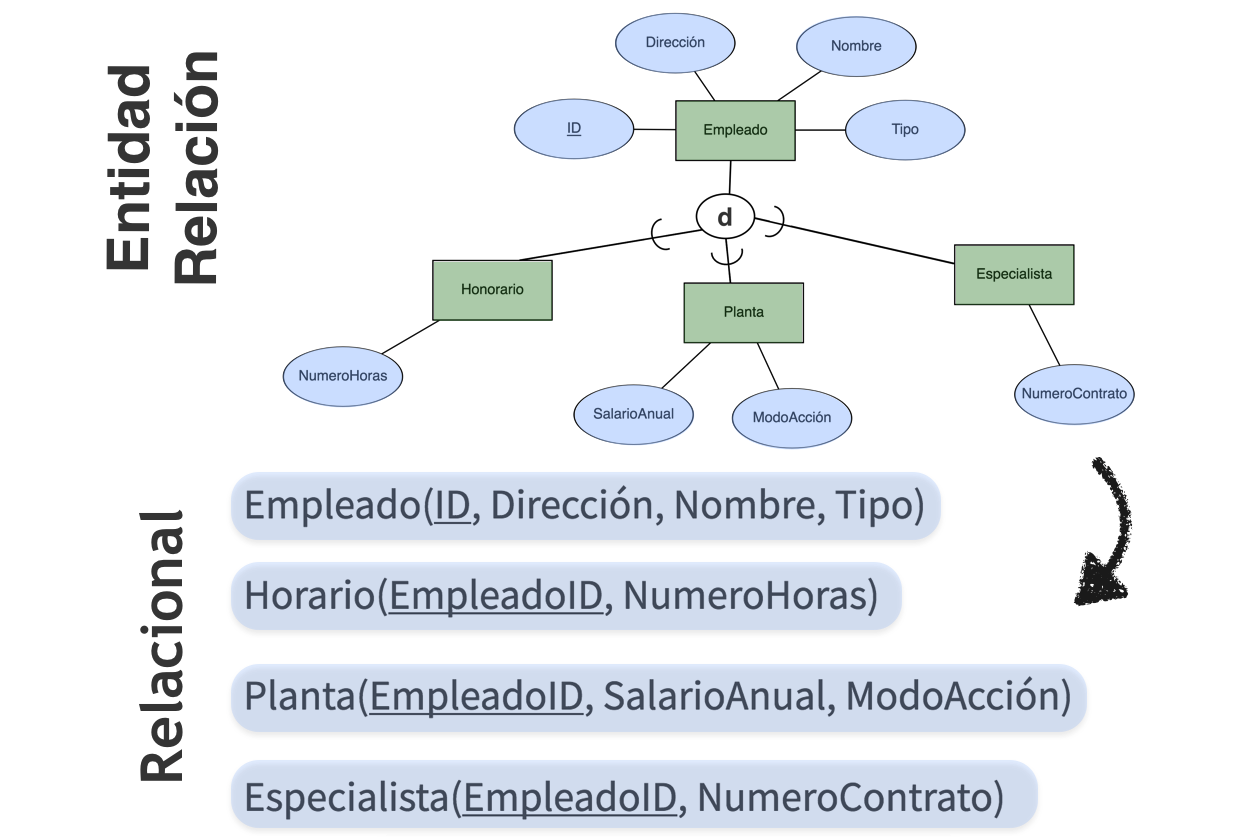 Entidad
Relación
Dirección
Nombre
ID
Empleado
Tipo
d
Honorario
Planta
Especialista
NumeroHoras
SalarioAnual
ModoAcción
NumeroContrato
Relacional
Empleado(ID, Dirección, Nombre, Tipo)
Horario(EmpleadoID, NumeroHoras)
Planta(EmpleadoID, SalarioAnual, ModoAcción)
Especialista(EmpleadoID, NumeroContrato)